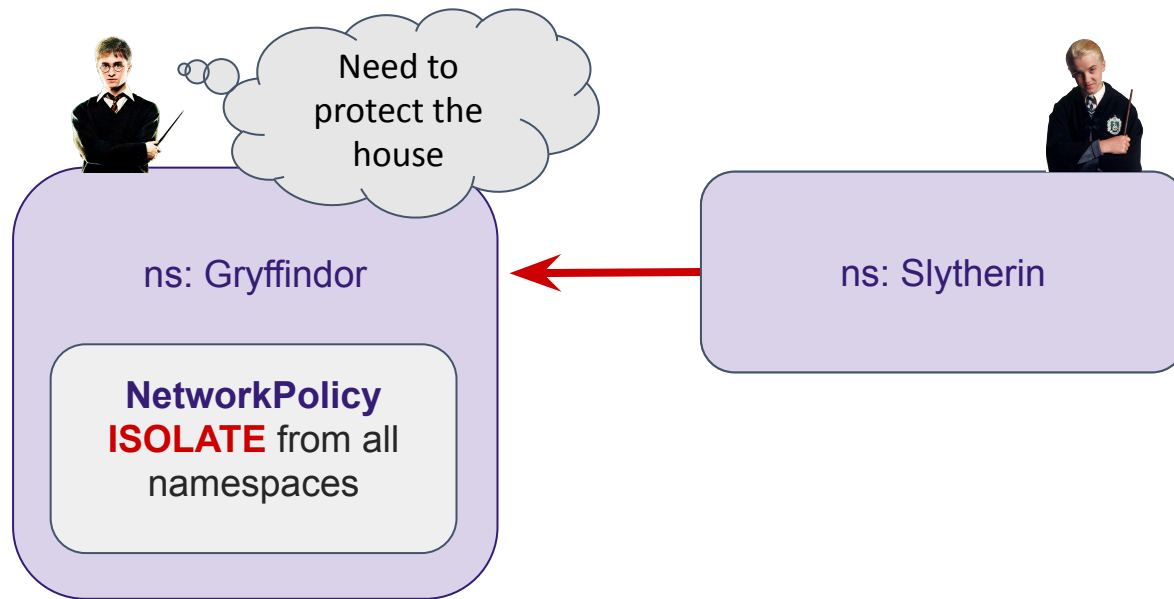 Need to
protect the
house
ns: Gryffindor
ns: Slytherin
NetworkPolicy
ISOLATE from all
namespaces